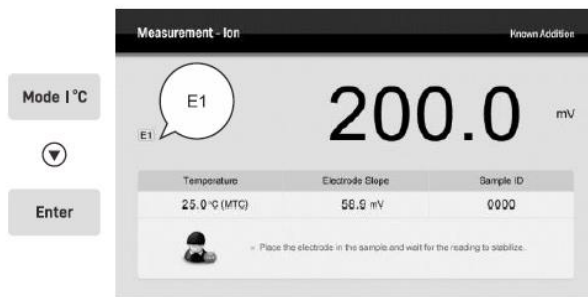 Measurement - Ion Known Addition
Mode | °C
E1
E1
200.0 mV
Enter
Temperature Electrode Slope Sample ID
25.0 °C (MTC) 58.9 mV 0000
Place the electrode in the sample and wait for the reading to stabilize.